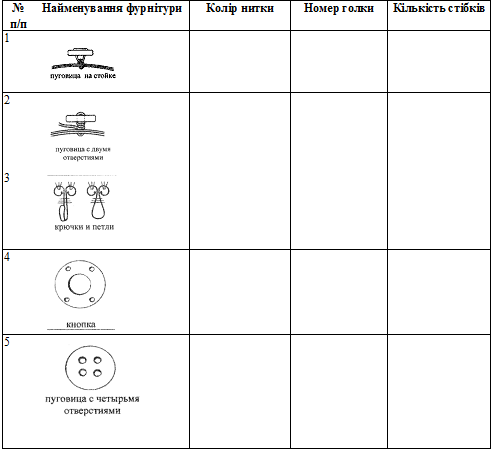 № Найменування фурнітури Колір нитки Номер голки Кількість стібків
п/п
1
пуговица на стойке
2
пуговица с двумя
отверстиями
3
крючки и петли
4
кнопка
5
пуговица с четырьмя
отверстиями